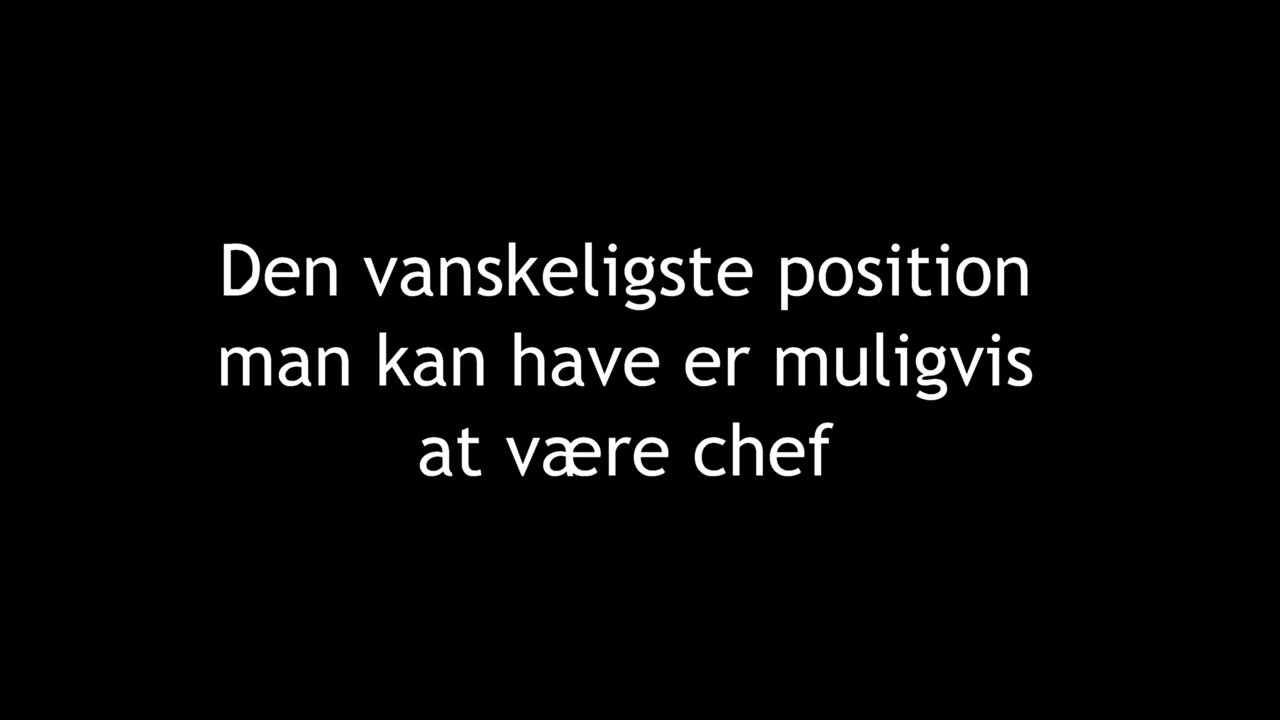 Den vanskeligste position
man kan have er muligvis
at være chef